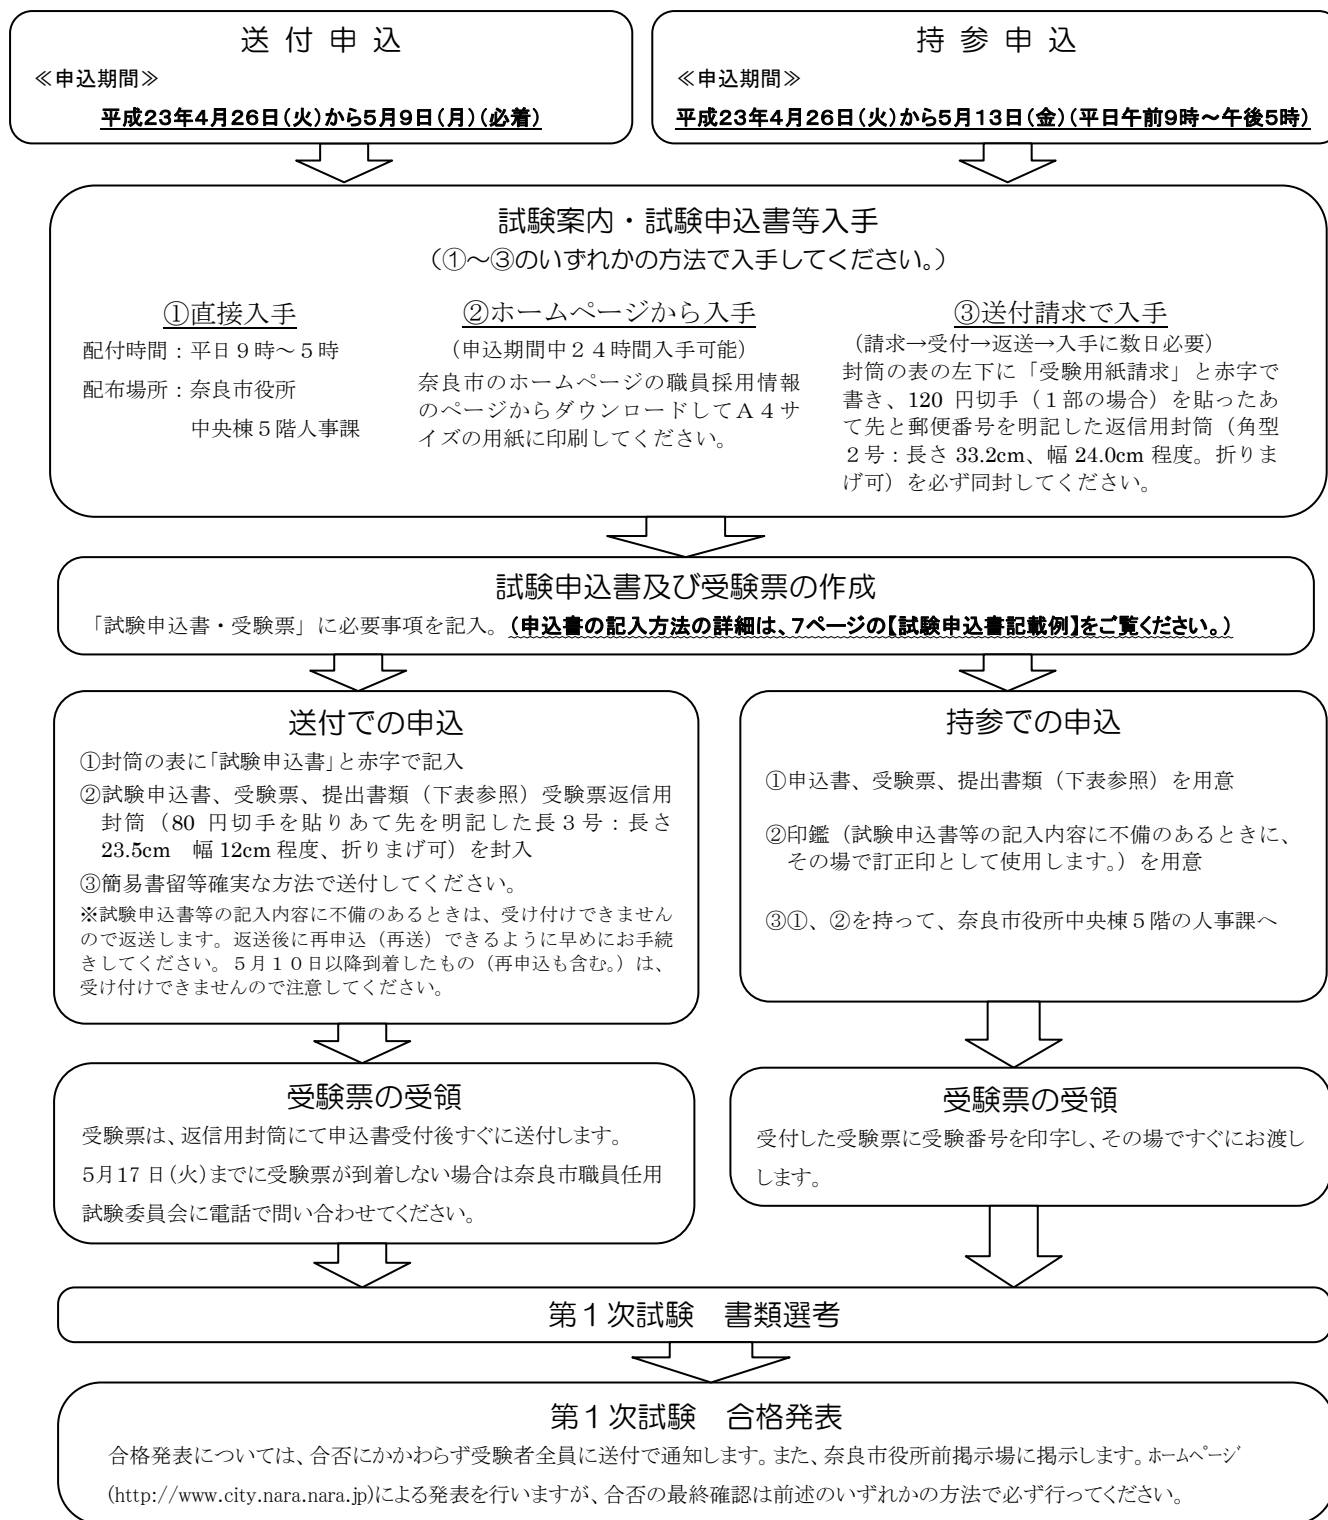 送付申込
≪申込期間≫
平成23年4月26日(火)から5月9日(月)(必着)
持参申込
≪申込期間≫
平成23年4月26日(火)から5月13日(金)(平日午前9時～午後5時)
試験案内・試験申込書等入手
(①～③のいずれかの方法で入手してください。)
①直接入手
配付時間：平日９時～５時
配布場所：奈良市役所
中央棟５階人事課
②ホームページから入手
（申込期間中２４時間入手可能）
奈良市のホームページの職員採用情報
のページからダウンロードしてＡ４サ
イズの用紙に印刷してください。
③送付請求で入手
（請求→受付→返送→入手に数日必要）
封筒の表の左下に「受験用紙請求」と赤字で
書き、120 円切手（１部の場合）を貼ったあ
て先と郵便番号を明記した返信用封筒（角型
２号：長さ 33.2cm、幅 24.0cm 程度。折りま
げ可）を必ず同封してください。
試験申込書及び受験票の作成
「試験申込書・受験票」に必要事項を記入。(申込書の記入方法の詳細は、7ページの【試験申込書記載例】をご覧ください。)
送付での申込
①封筒の表に「試験申込書」と赤字で記入
②試験申込書、受験票、提出書類（下表参照）受験票返信用
封筒（80 円切手を貼りあて先を明記した長３号：長さ
23.5cm　幅 12cm 程度、折りまげ可）を封入
③簡易書留等確実な方法で送付してください。
※試験申込書等の記入内容に不備のあるときは、受け付けできません
ので返送します。返送後に再申込（再送）できるように早めにお手続
きしてください。５月１０日以降到着したもの（再申込も含む。）は、
受け付けできませんので注意してください。
持参での申込
①申込書、受験票、提出書類（下表参照）を用意
②印鑑（試験申込書等の記入内容に不備のあるときに、
その場で訂正印として使用します。）を用意
③①、②を持って、奈良市役所中央棟５階の人事課へ
受験票の受領
受験票は、返信用封筒にて申込書受付後すぐに送付します。
5月17日(火)までに受験票が到着しない場合は奈良市職員任用
試験委員会に電話で問い合わせてください。
受験票の受領
受付した受験票に受験番号を印字し、その場ですぐにお渡し
します。
第１次試験　書類選考
第１次試験　合格発表
合格発表については、合否にかかわらず受験者全員に送付で通知します。また、奈良市役所前掲示場に掲示します。ホームページ
(http://www.city.nara.nara.jp)による発表を行いますが、合否の最終確認は前述のいずれかの方法で必ず行ってください。